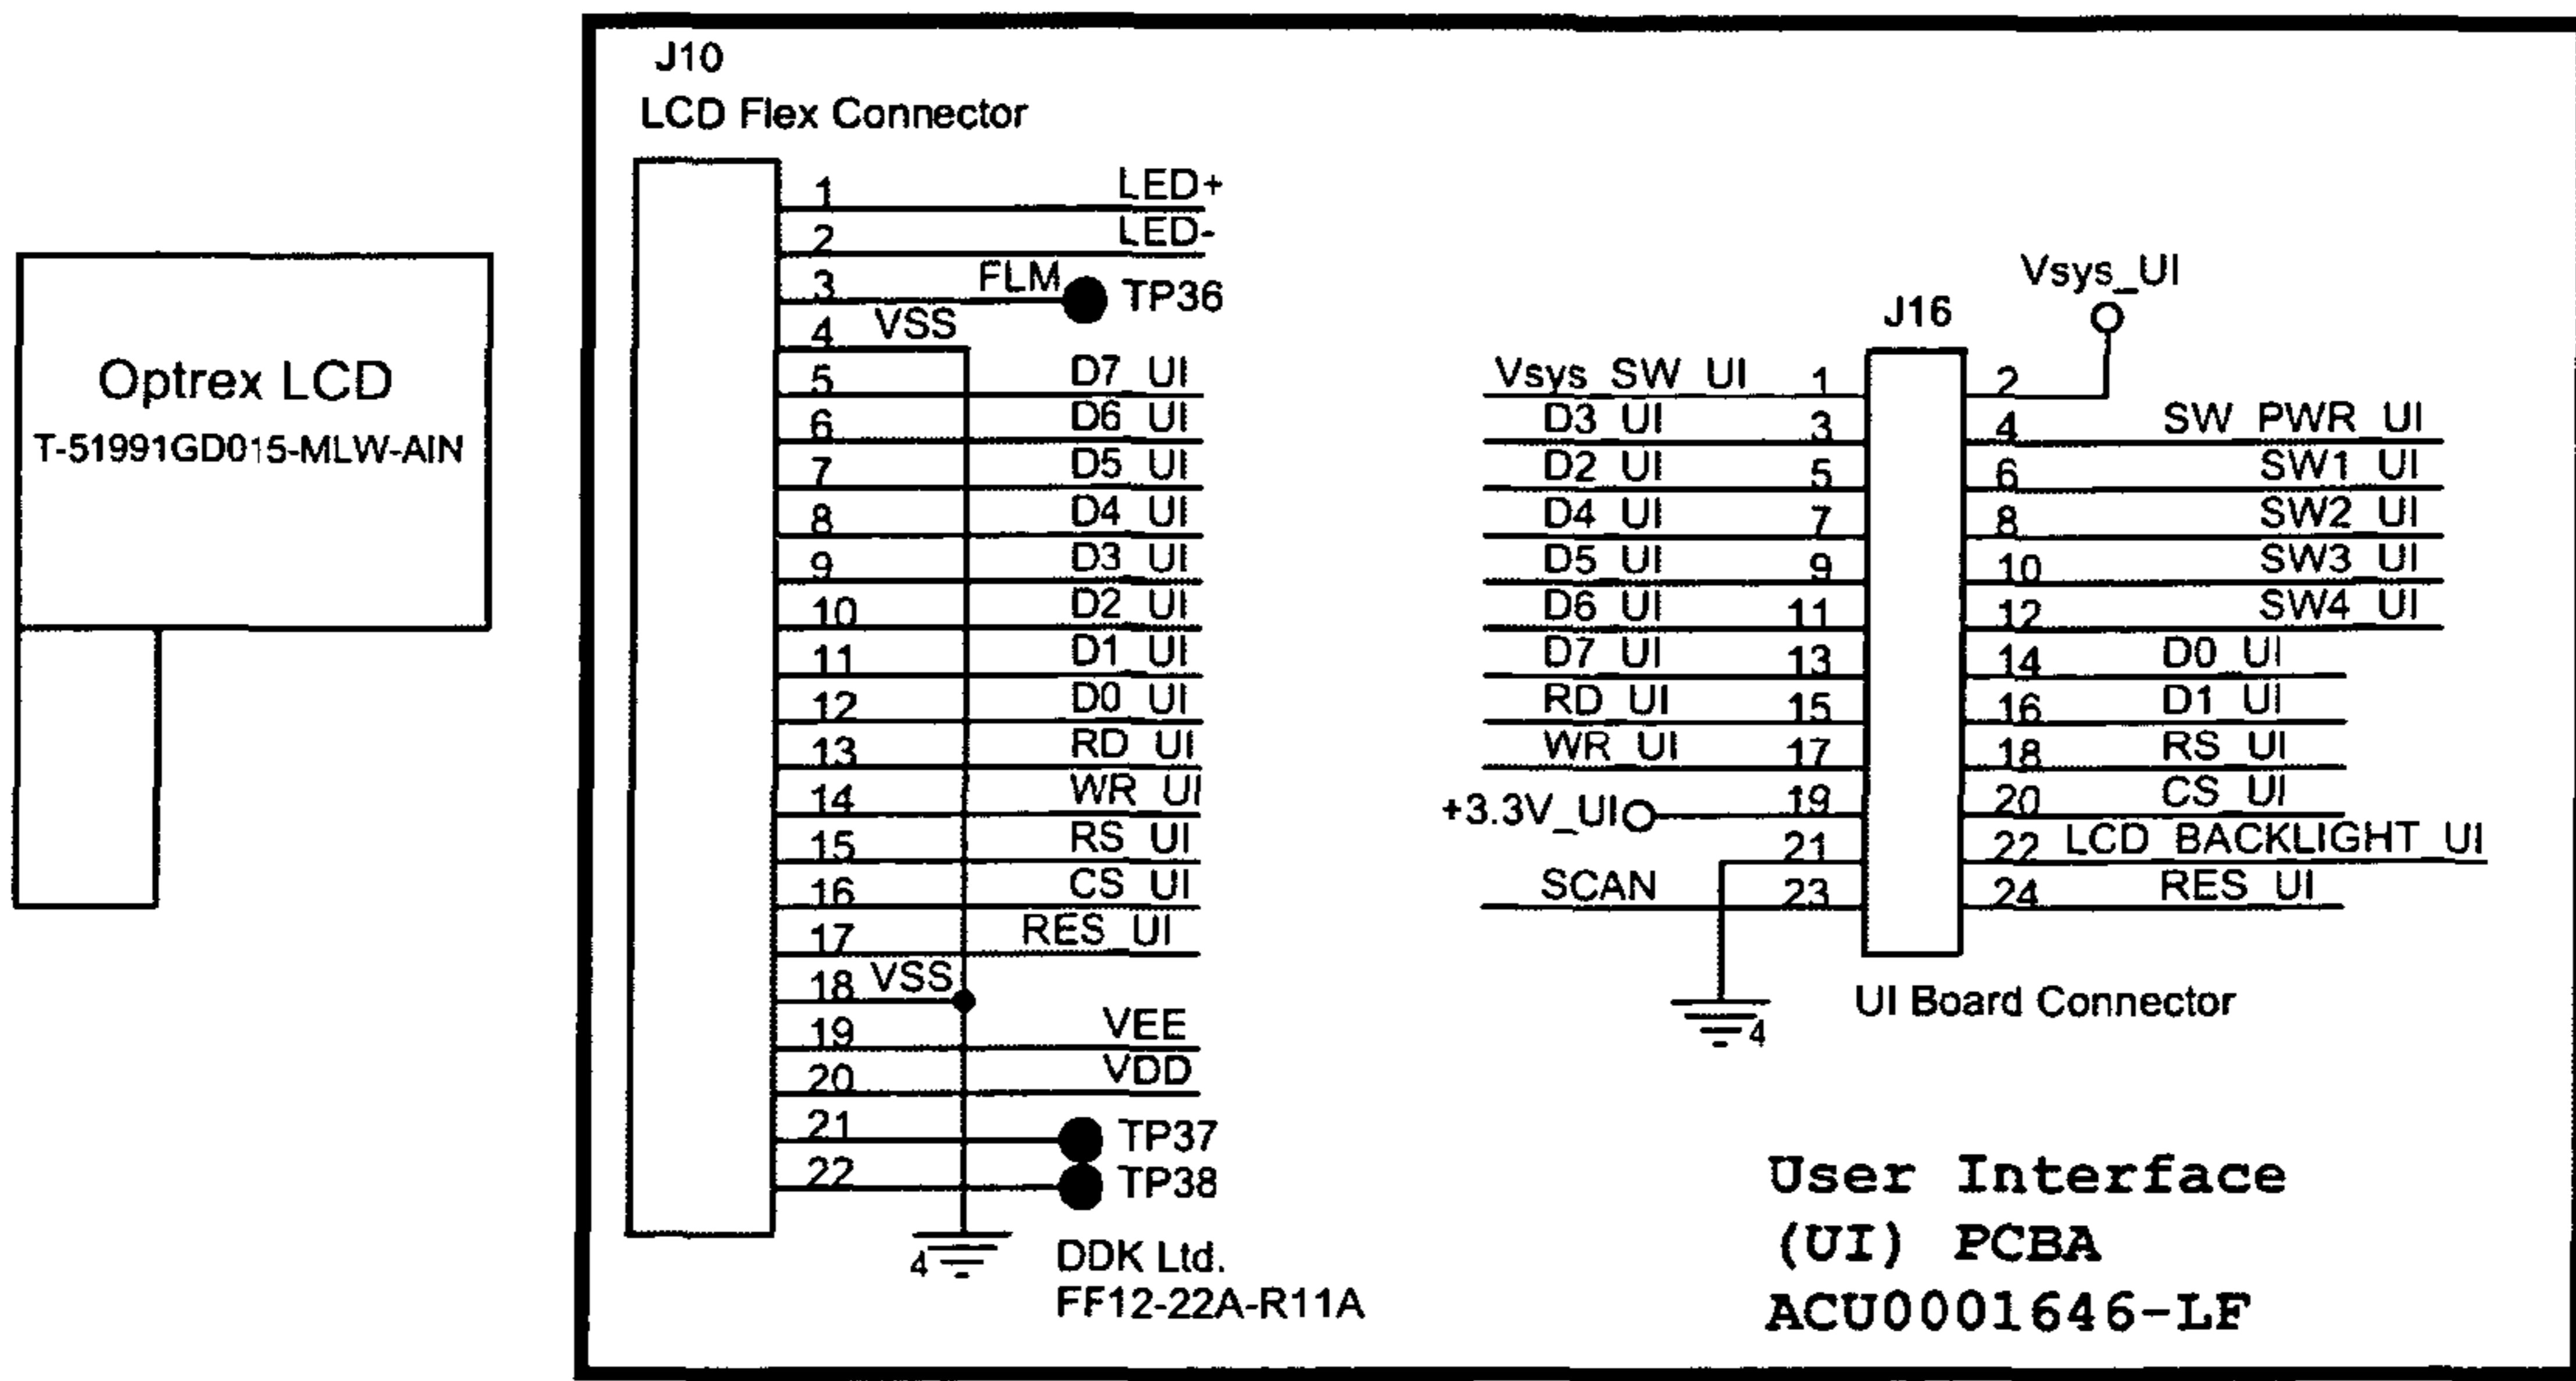 J10
LCD Flex Connector
1 LED+
2 LED-
3 FLM TP36
4 VSS
5 D7_UI
6 D6_UI
7 D5_UI
8 D4_UI
9 D3_UI
10 D2_UI
11 D1_UI
12 D0_UI
13 RD_UI
14 WR_UI
15 RS_UI
16 CS_UI
17 RES_UI
18 VSS
19 VEE
20 VDD
21 TP37
22 TP38
4
DDK Ltd.
FF12-22A-R11A
Optrex LCD
T-51991GD015-MLW-AIN
Vsys_UI
J16
Vsys_SW_UI 1 2
D3_UI 3 4 SW_PWR_UI
D2_UI 5 6 SW1_UI
D4_UI 7 8 SW2_UI
D5_UI 9 10 SW3_UI
D6_UI 11 12 SW4_UI
D7_UI 13 14 D0_UI
RD_UI 15 16 D1_UI
WR_UI 17 18 RS_UI
+3.3V_UI 19 20 CS_UI
21 22 LCD_BACKLIGHT_UI
SCAN 23 24 RES_UI
4
UI Board Connector
User Interface
(UI) PCBA
ACU0001646-LF